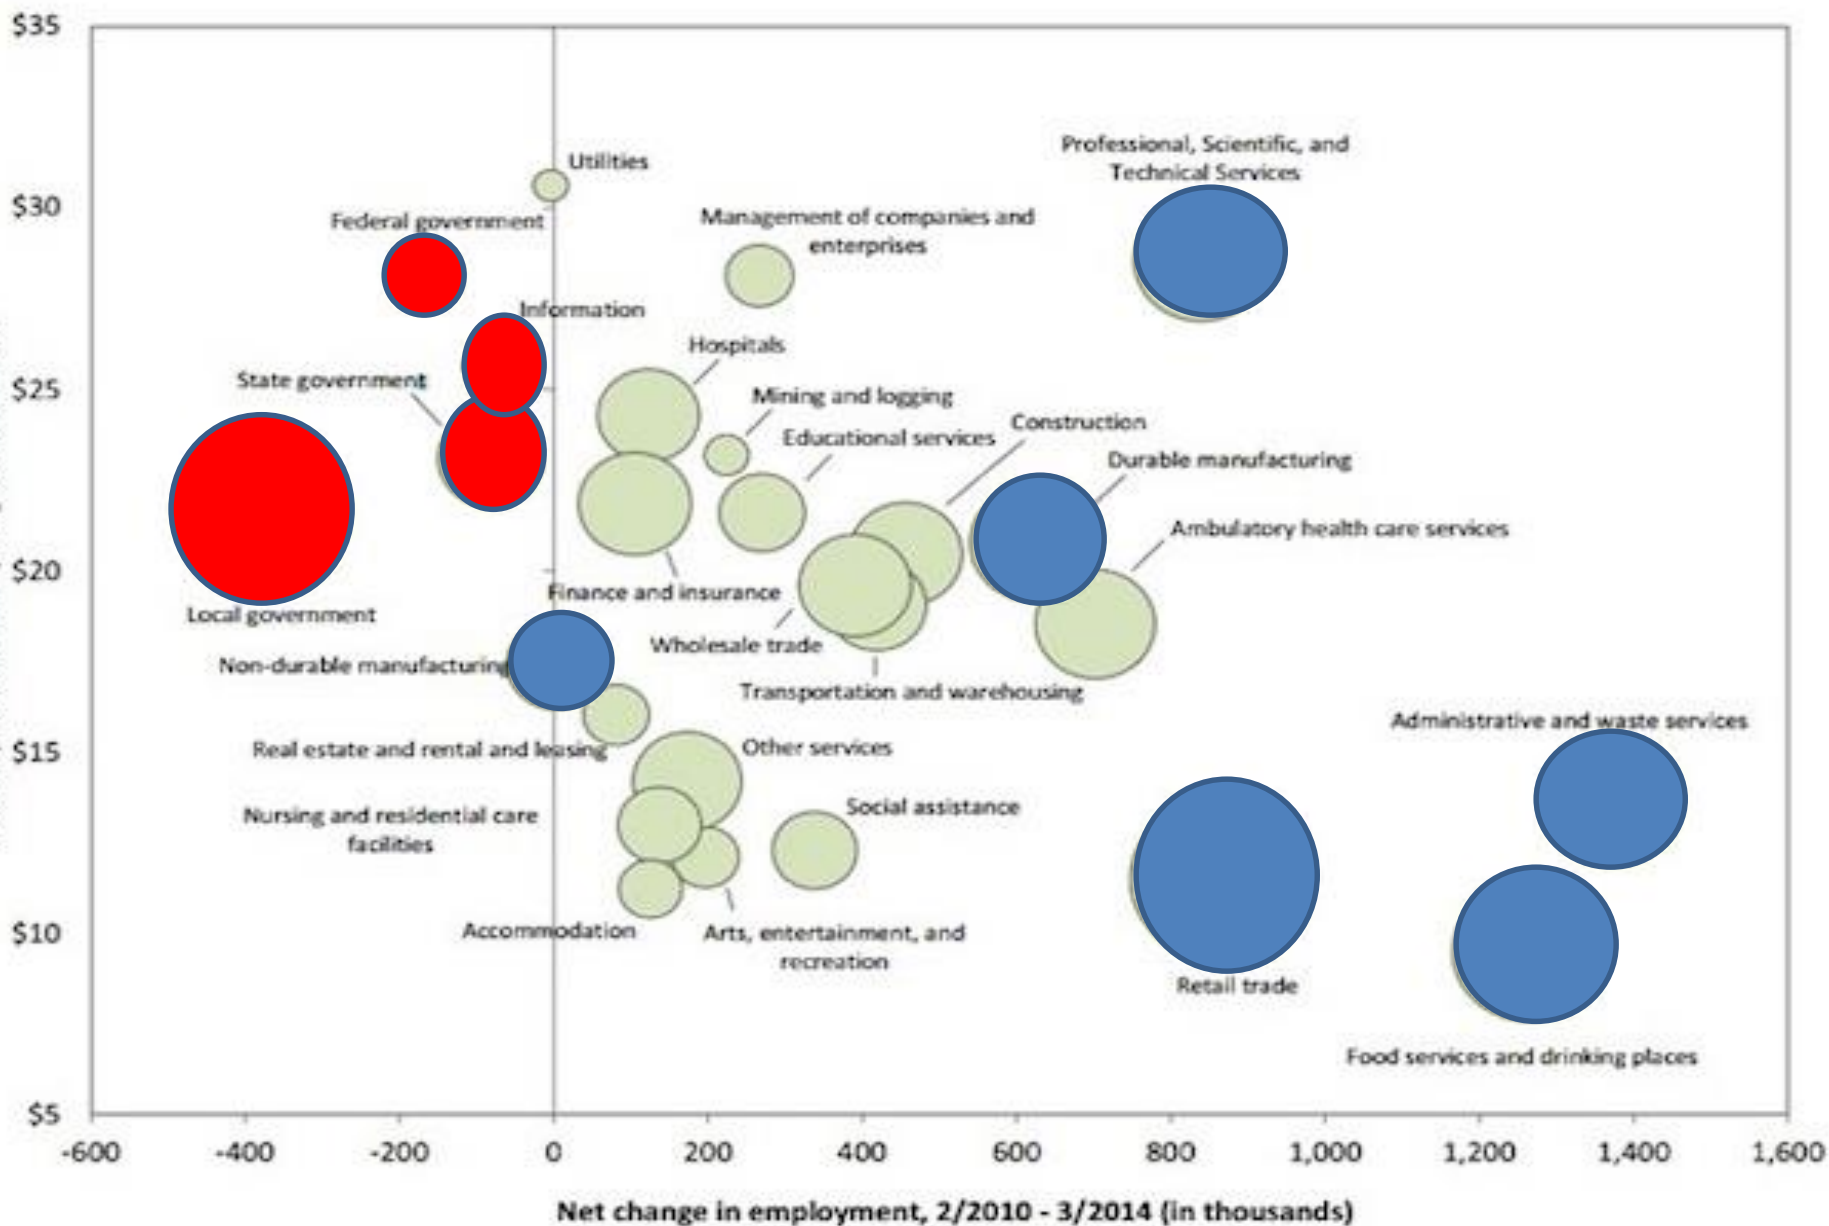 $35
Professional, Scientific, and
Technical Services
Utilities
$30
Federal government
Management of companies and
enterprises
Information
Hospitals
State government
$25
Mining and logging
Construction
Educational services
Durable manufacturing
Ambulatory health care services
$20
Finance and insurance
Local government
Wholesale trade
Non-durable manufacturing
Transportation and warehousing
Administrative and waste services
$15
Real estate and rental and leasing
Other services
Social assistance
Nursing and residential care
facilities
$10
Accommodation
Arts, entertainment, and
recreation
Retail trade
Food services and drinking places
$5
-600 -400 -200 0 200 400 600 800 1,000 1,200 1,400 1,600
Net change in employment, 2/2010 - 3/2014 (in thousands)